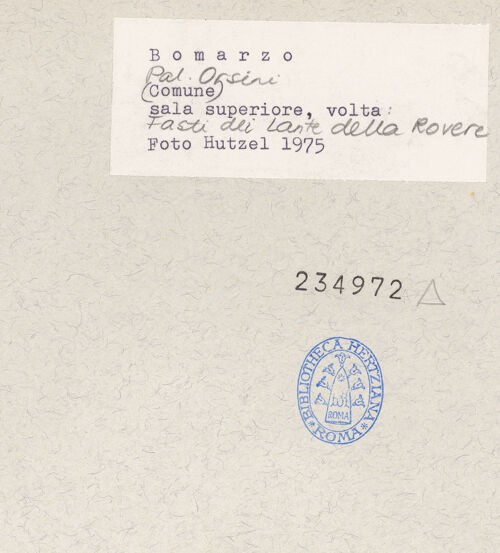 Bomarzo
Pal. Orsini
(Comune)
sala superiore, volta:
Fasti dei Lante della Rovere
Foto Hutzel 1975
234972
BIBLIOTHECA HERTZIANA
ROMA
* ROMA *